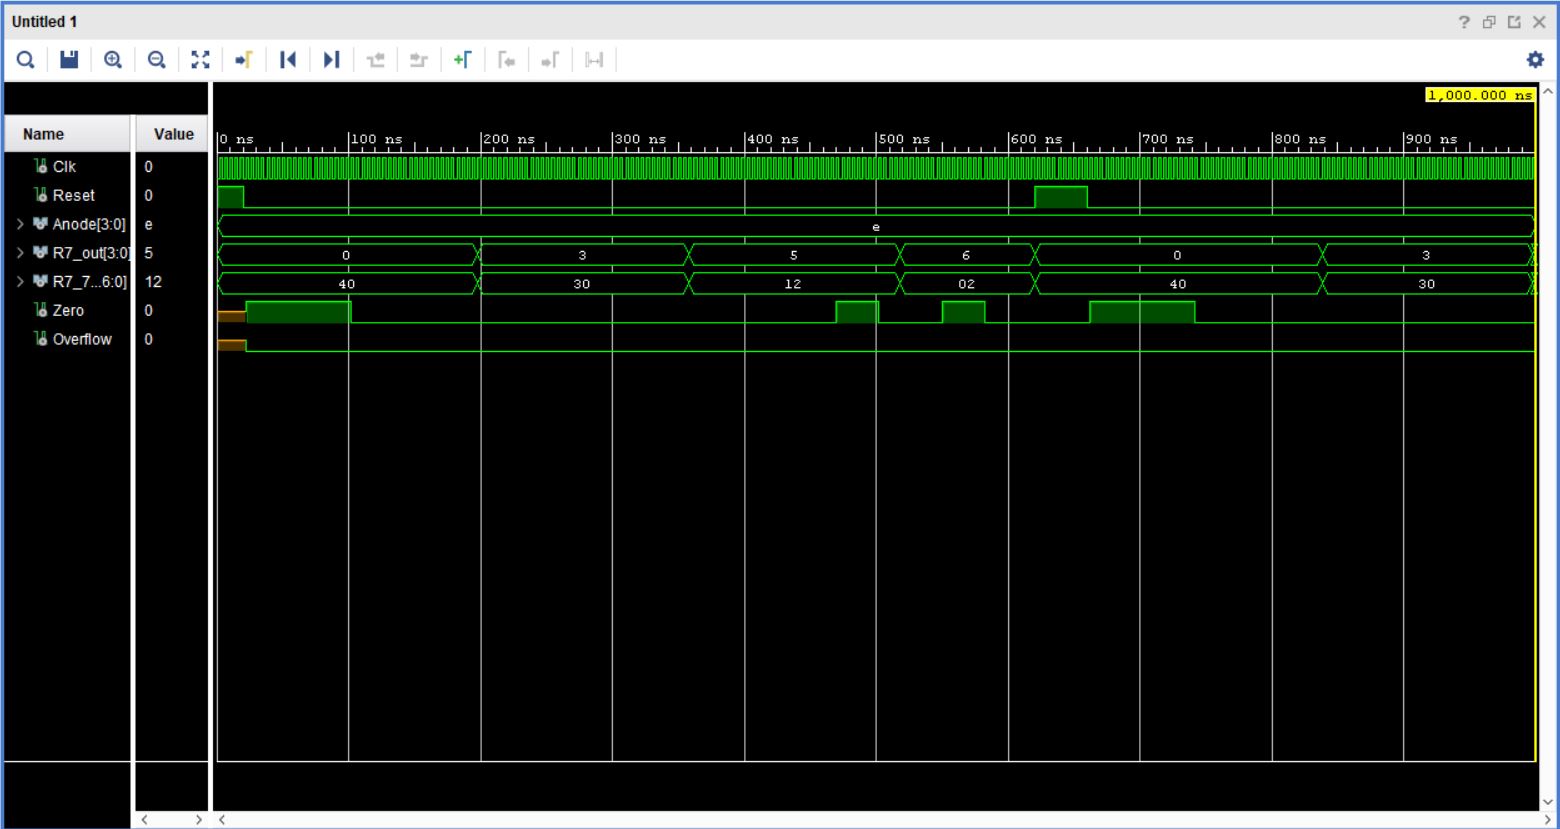 Untitled 1
1,000.000 ns
Name Value
0 ns 100 ns 200 ns 300 ns 400 ns 500 ns 600 ns 700 ns 800 ns 900 ns
Clk 0
Reset 0
Anode[3:0] e e
R7_out[3:0] 5 0 3 5 6 0 3
R7_7...6:0] 12 40 30 12 02 40 30
Zero 0
Overflow 0